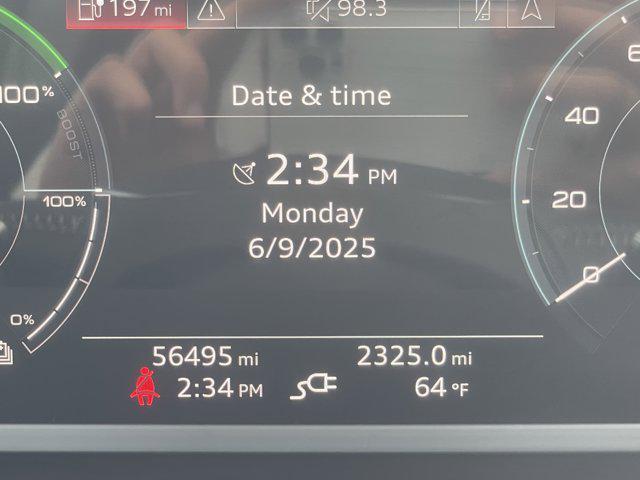 197 mi 98.3
Date & time
100%
BOOST
6
40
2:34 PM
100%
20
Monday
6/9/2025
0
0%
56495 mi 2325.0 mi
2:34 PM 64 °F